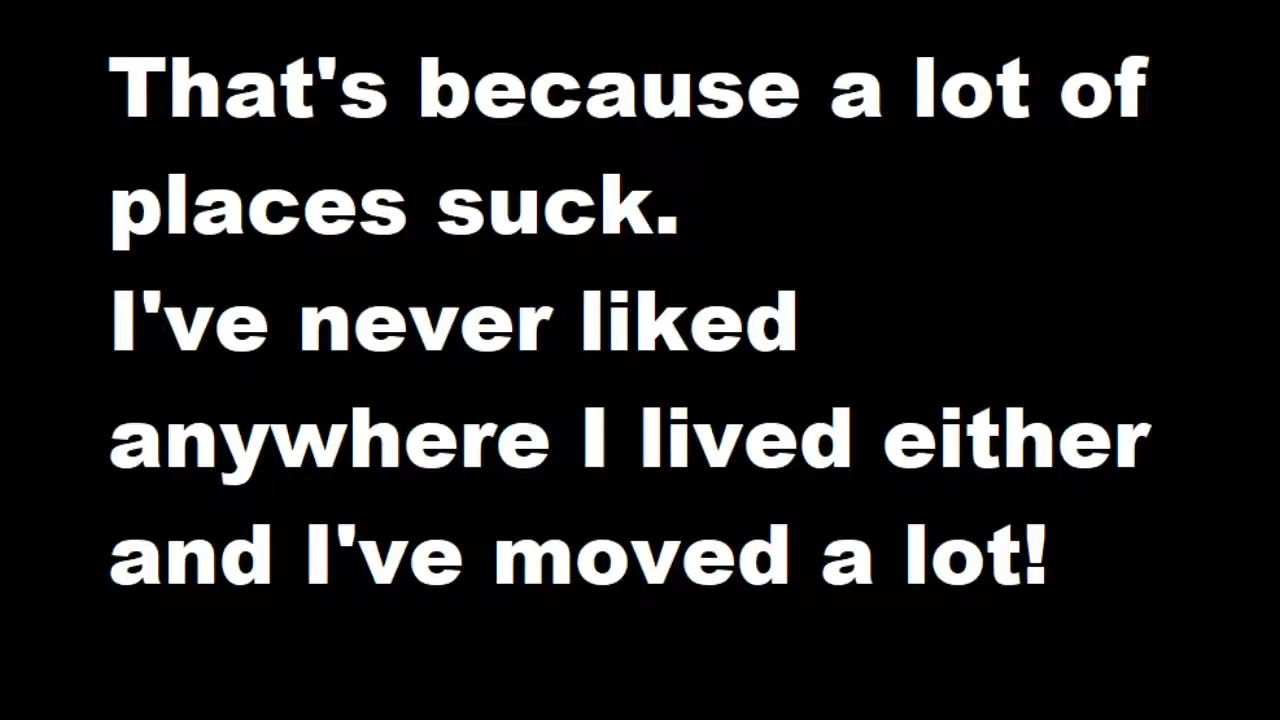 That's because a lot of
places suck.
I've never liked
anywhere I lived either
and I've moved a lot!